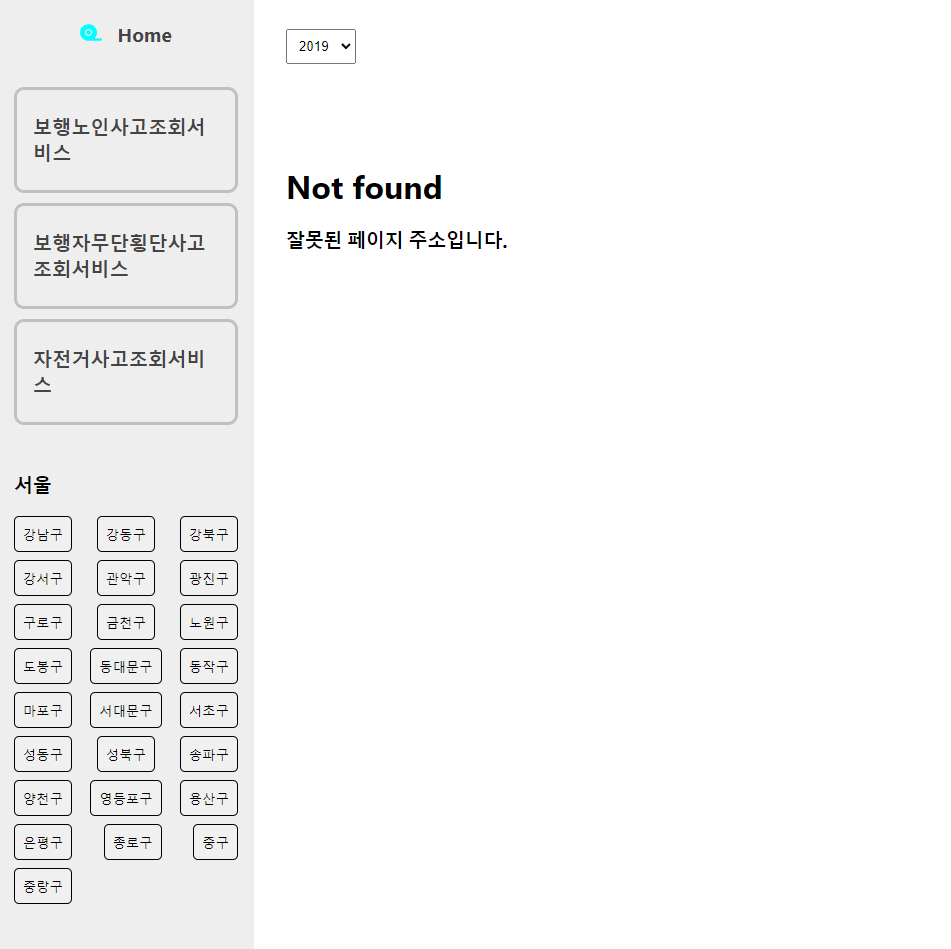 Home
보행노인사고조회서
비스
보행자무단횡단사고
조회서비스
자전거사고조회서비
스
서울
강남구 강동구 강북구
강서구 관악구 광진구
구로구 금천구 노원구
도봉구 동대문구 동작구
마포구 서대문구 서초구
성동구 성북구 송파구
양천구 영등포구 용산구
은평구 종로구 중구
중랑구
2019
Not found
잘못된 페이지 주소입니다.